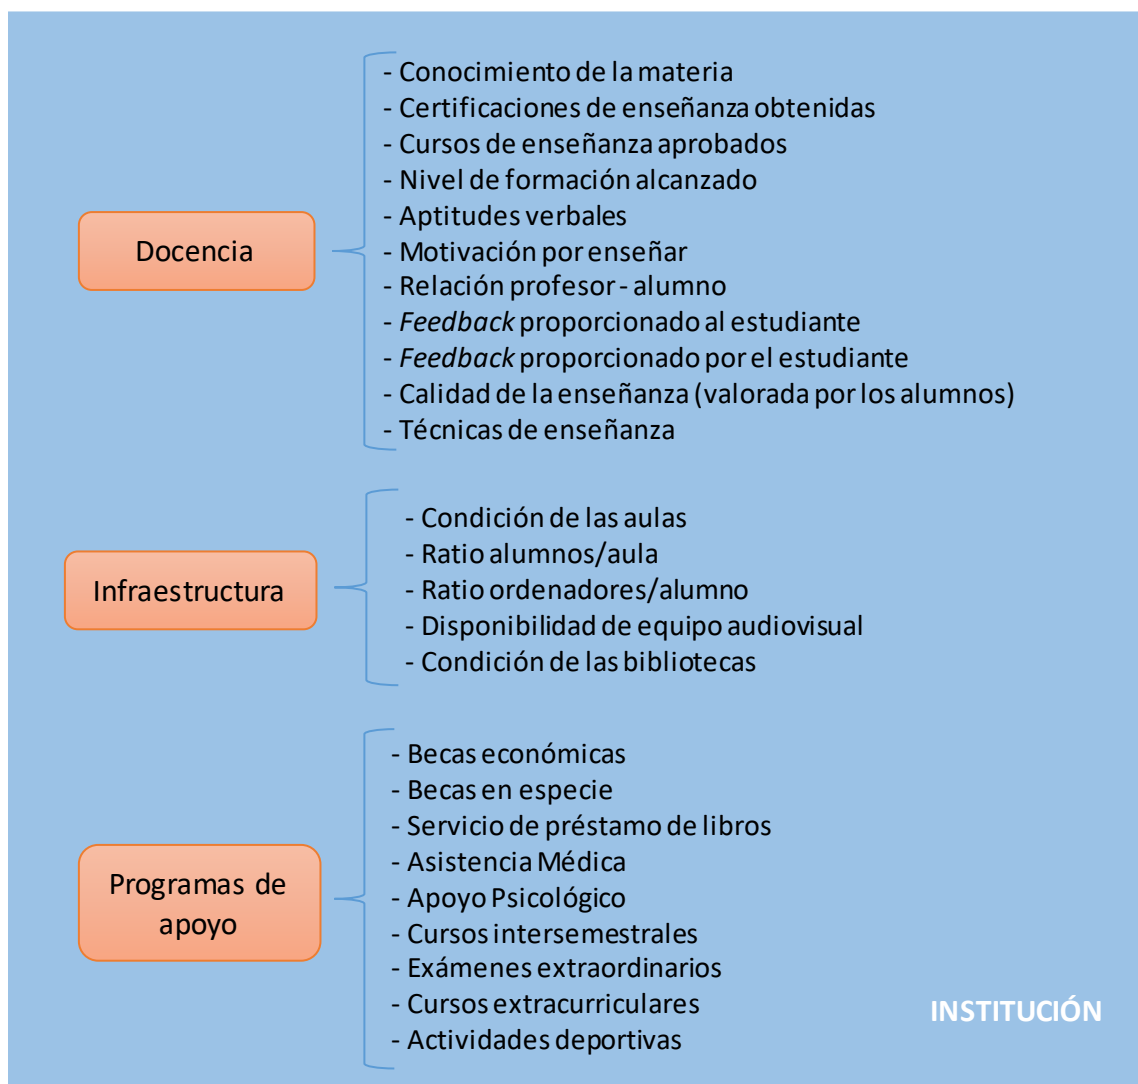 Docencia
- Conocimiento de la materia
- Certificaciones de enseñanza obtenidas
- Cursos de enseñanza aprobados
- Nivel de formación alcanzado
- Aptitudes verbales
- Motivación por enseñar
- Relación profesor - alumno
- Feedback proporcionado al estudiante
- Feedback proporcionado por el estudiante
- Calidad de la enseñanza (valorada por los alumnos)
- Técnicas de enseñanza
Infraestructura
- Condición de las aulas
- Ratio alumnos/aula
- Ratio ordenadores/alumno
- Disponibilidad de equipo audiovisual
- Condición de las bibliotecas
Programas de
apoyo
- Becas económicas
- Becas en especie
- Servicio de préstamo de libros
- Asistencia Médica
- Apoyo Psicológico
- Cursos intersemestrales
- Exámenes extraordinarios
- Cursos extracurriculares
- Actividades deportivas
INSTITUCIÓN